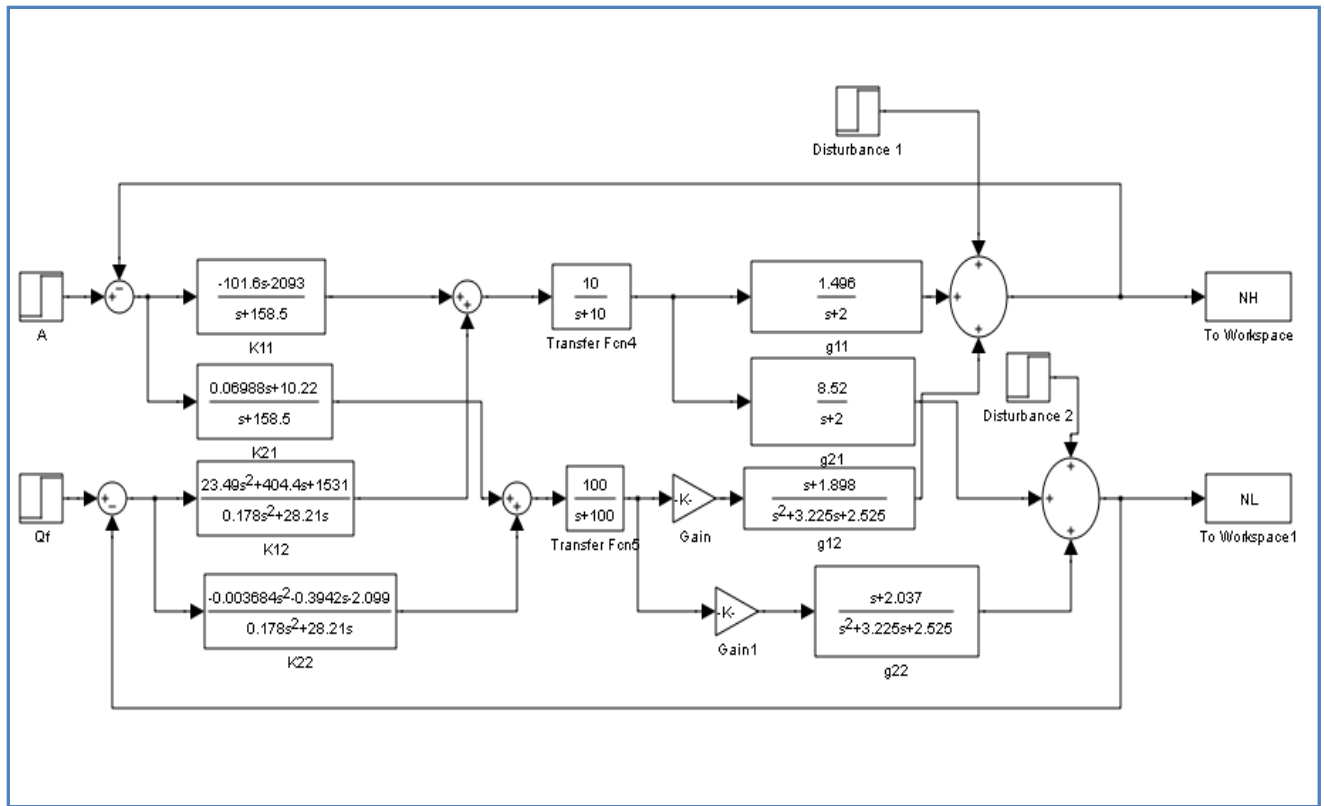 Disturbance 1
A
-101.6s-2093
s+158.5
K11
10
s+10
Transfer Fcn4
1.496
s+2
g11
NH
To Workspace
0.06988s+10.22
s+158.5
K21
8.52
s+2
g21
Disturbance 2
Qf
23.49s²+404.4s+1531
0.178s²+28.21s
K12
100
s+100
Transfer Fcn5
-K-
Gain
s+1.898
s²+3.225s+2.525
g12
NL
To Workspace1
-0.003684s²-0.3942s-2.099
0.178s²+28.21s
K22
-K-
Gain1
s+2.037
s²+3.225s+2.525
g22